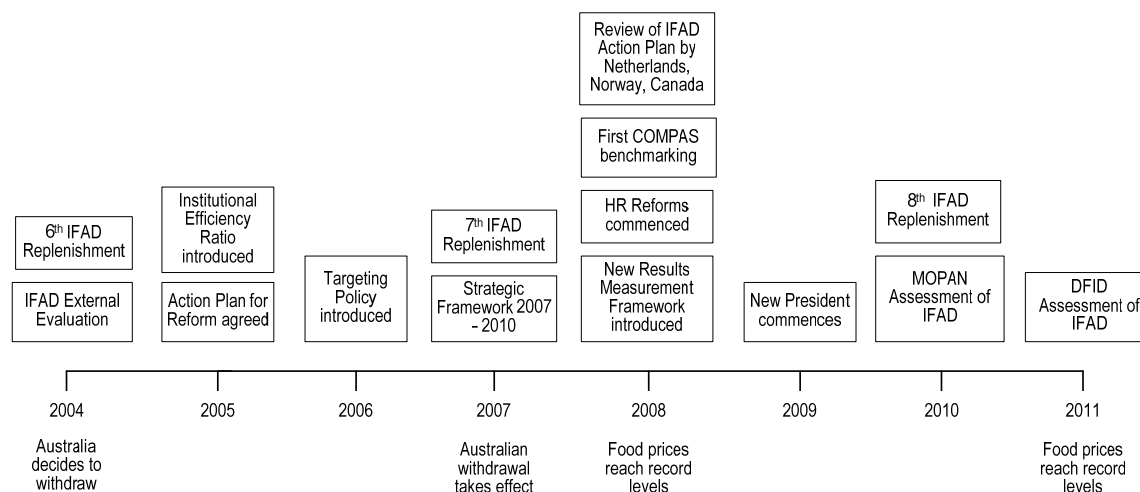 6th IFAD
Replenishment
IFAD External
Evaluation
Institutional
Efficiency
Ratio
introduced
Action Plan for
Reform agreed
Targeting
Policy
introduced
7th IFAD
Replenishment
Strategic
Framework 2007
- 2010
Review of IFAD
Action Plan by
Netherlands,
Norway, Canada
First COMPAS
benchmarking
HR Reforms
commenced
New Results
Measurement
Framework
introduced
New President
commences
8th IFAD
Replenishment
MOPAN
Assessment of
IFAD
DFID
Assessment of
IFAD
2004
2005
2006
2007
2008
2009
2010
2011
Australia
decides to
withdraw
Australian
withdrawal
takes effect
Food prices
reach record
levels
Food prices
reach record
levels